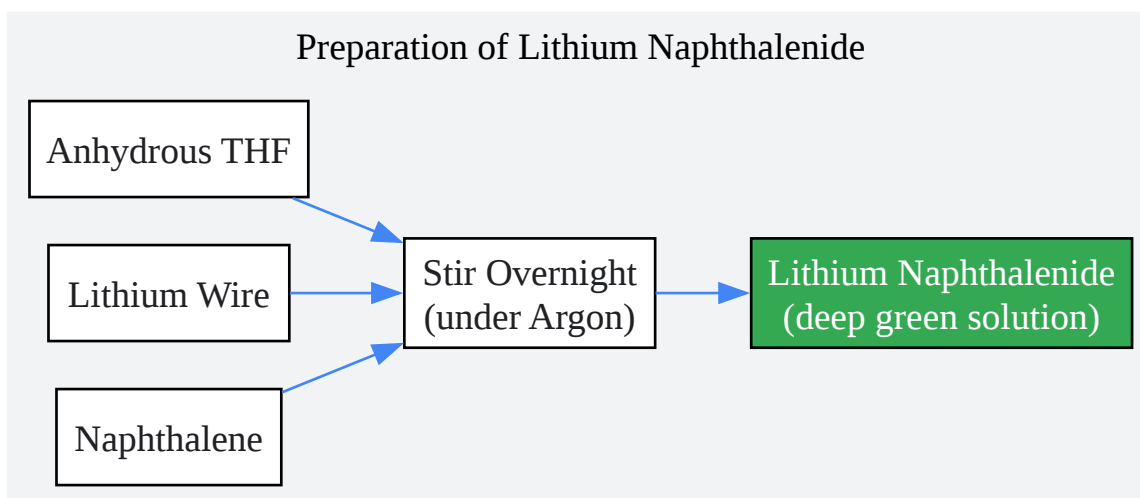 Preparation of Lithium Naphthalenide
Anhydrous THF
Lithium Wire
Naphthalene
Stir Overnight
(under Argon)
Lithium Naphthalenide
(deep green solution)